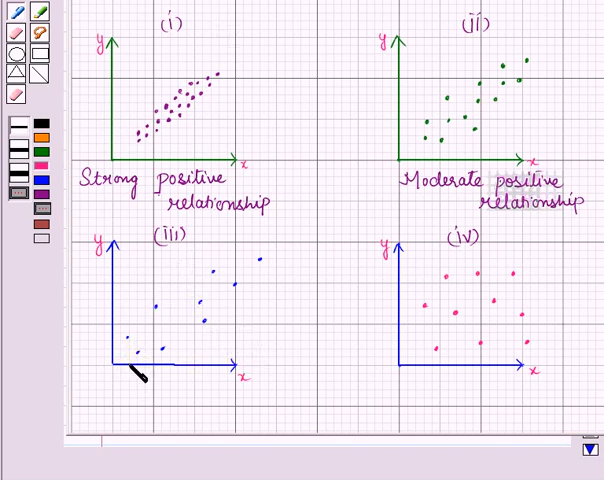 (i)
y
x
Strong positive
relationship
(ii)
y
x
Moderate positive
relationship
(iii)
y
x
(iv)
y
x